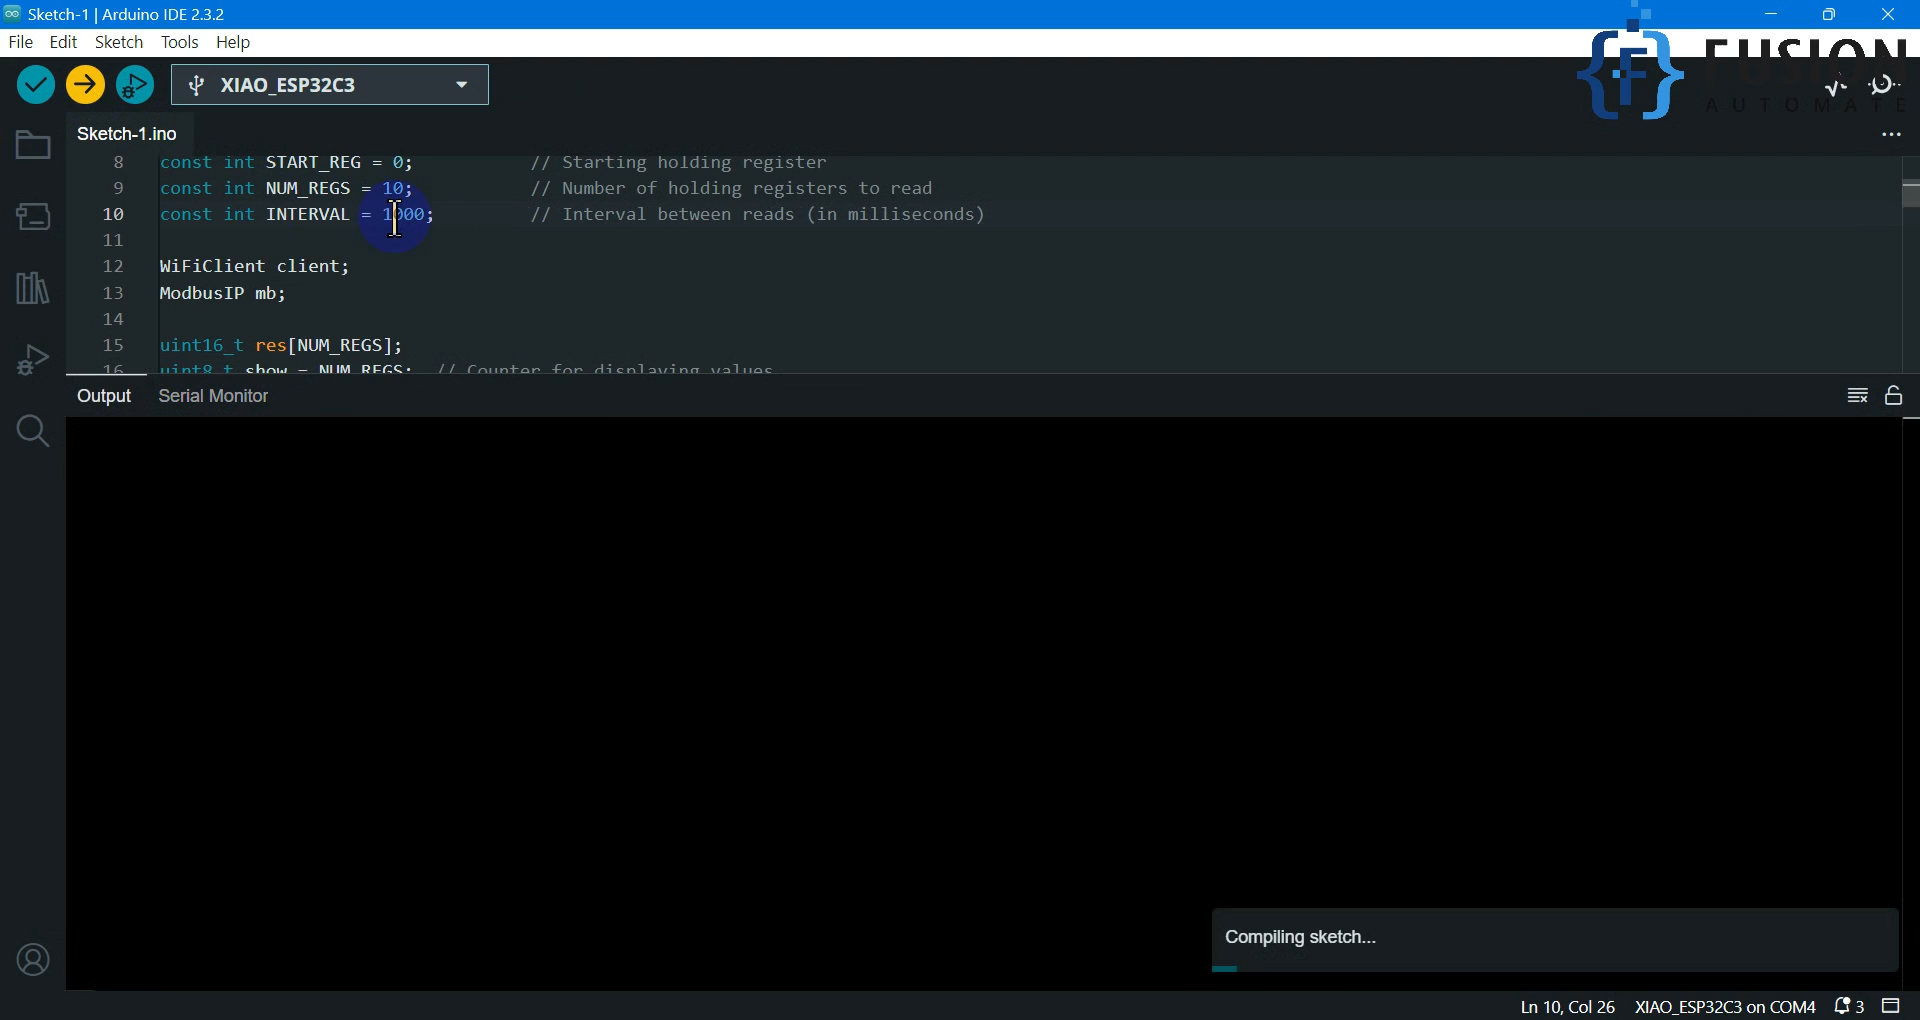 Sketch-1 | Arduino IDE 2.3.2
File Edit Sketch Tools Help
FUSION
AUTOMATE
XIAO_ESP32C3
Sketch-1.ino
8 const int START_REG = 0; // Starting holding register
9 const int NUM_REGS = 10; // Number of holding registers to read
10 const int INTERVAL = 1000; // Interval between reads (in milliseconds)
11
12 WiFiClient client;
13 ModbusIP mb;
14
15 uint16_t res[NUM_REGS];
16 uint8_t show = NUM_REGS; // Counter for displaying values
Output Serial Monitor
Compiling sketch...
Ln 10, Col 26 XIAO_ESP32C3 on COM4 3